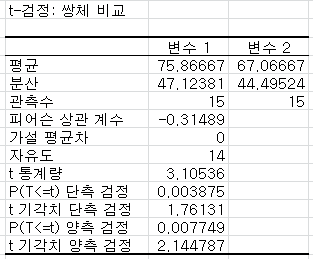 t-검정: 쌍체 비교
변수 1 변수 2
평균 75.86667 67.06667
분산 47.12381 44.49524
관측수 15 15
피어슨 상관 계수 -0.31489
가설 평균차 0
자유도 14
t 통계량 3.10536
P(T<=t) 단측 검정 0.003875
t 기각치 단측 검정 1.76131
P(T<=t) 양측 검정 0.007749
t 기각치 양측 검정 2.144787